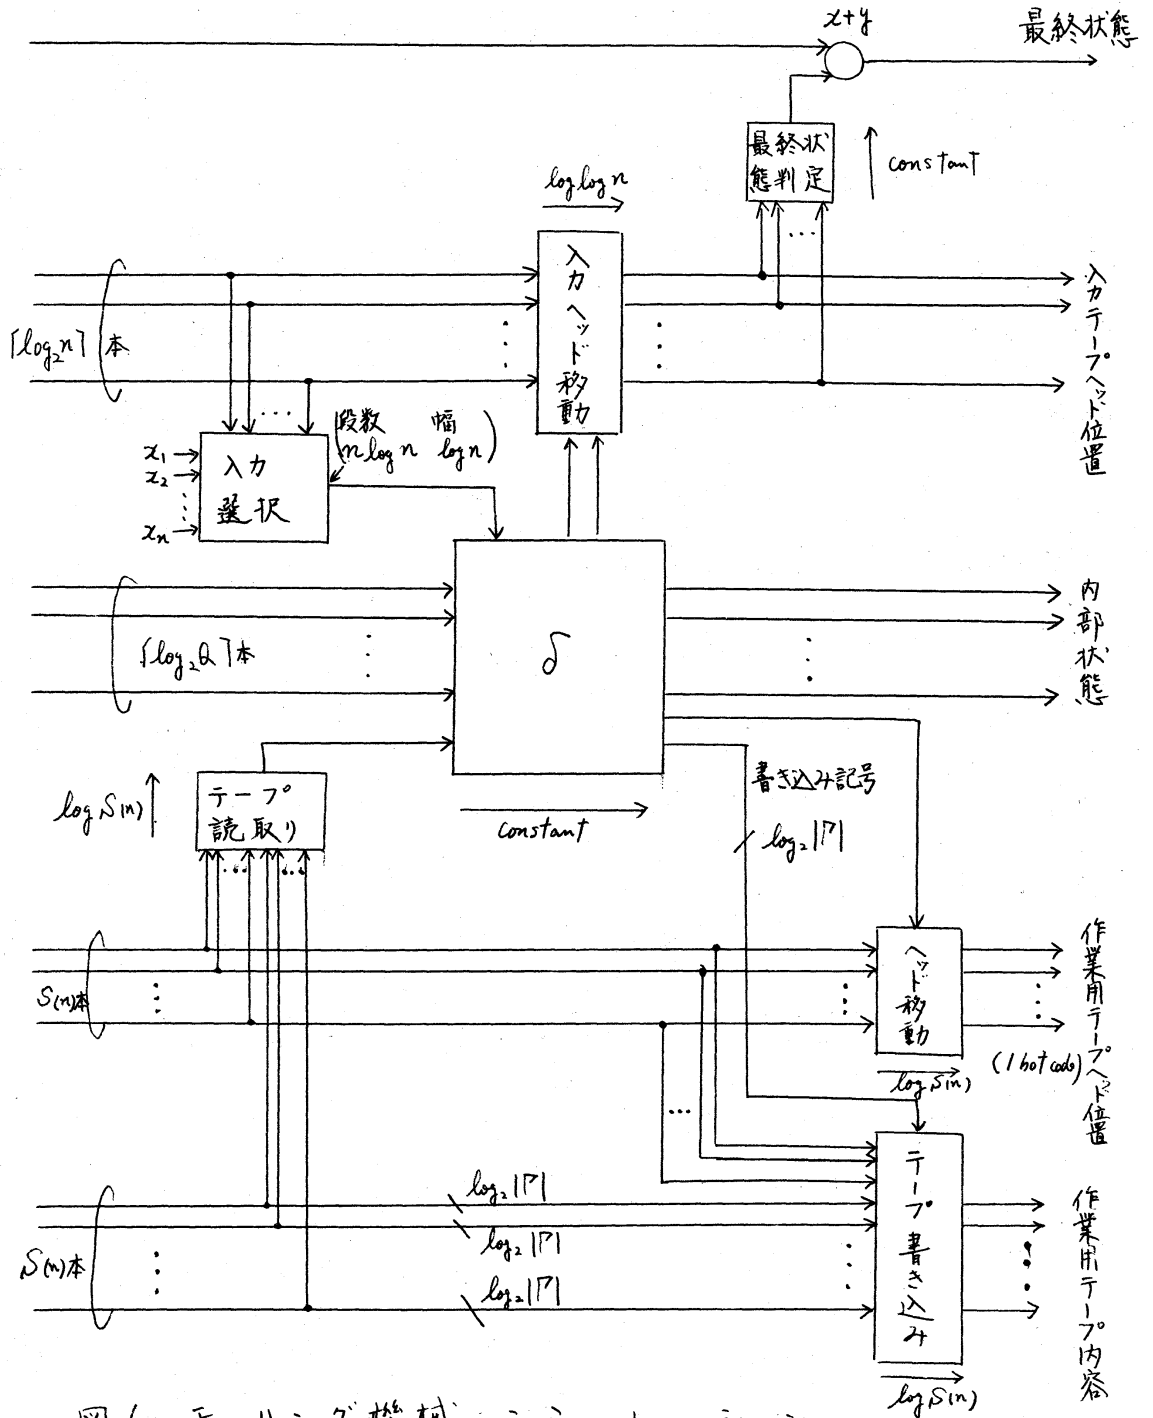 x+y
最終状態
最終状
態判定
constant
log log n
入力ヘッド移動
⌈log₂n⌉本
入力テープヘッド位置
(段数 幅
n log n log n)
x₁
x₂
xₙ
入力
選択
⌈log₂Q⌉本
δ
内部状態
log S(n)
テープ
読取り
constant
書き込み記号
log₂|Γ|
S(n)本
ヘッド移動
log S(n)
(1 hot code)
作業用テープヘッド位置
log₂|Γ|
log₂|Γ|
log₂|Γ|
S(n)本
テープ書き込み
log S(n)
作業用テープ内容